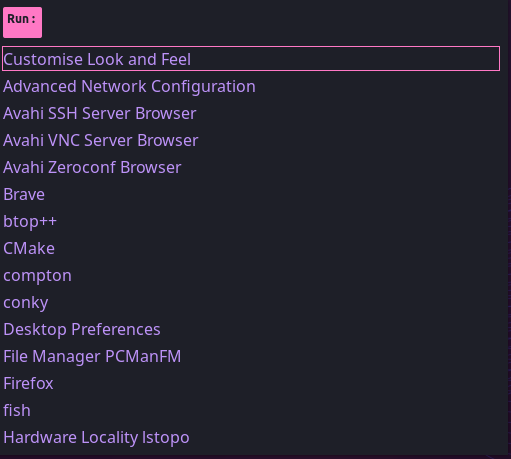 Run:
Customise Look and Feel
Advanced Network Configuration
Avahi SSH Server Browser
Avahi VNC Server Browser
Avahi Zeroconf Browser
Brave
btop++
CMake
compton
conky
Desktop Preferences
File Manager PCManFM
Firefox
fish
Hardware Locality lstopo